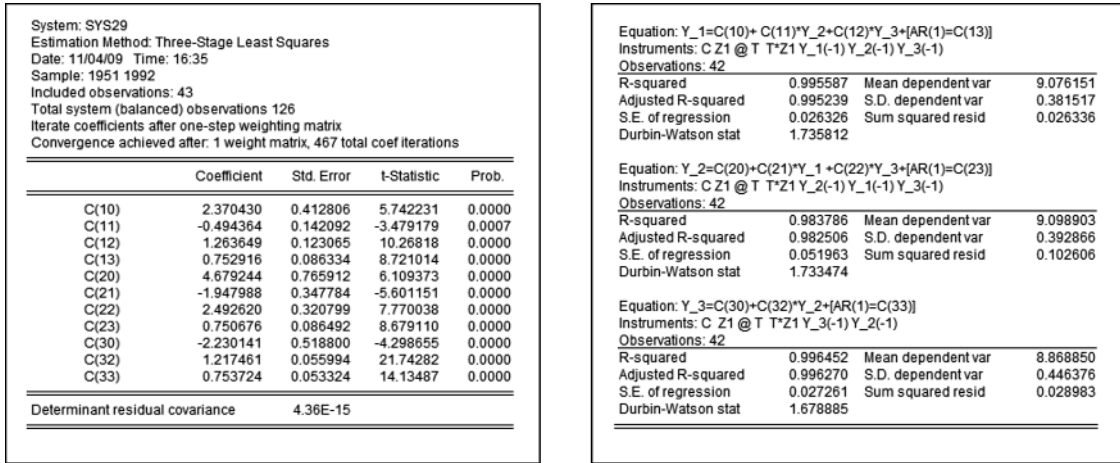 System: SYS29
Estimation Method: Three-Stage Least Squares
Date: 11/04/09 Time: 16:35
Sample: 1951 1992
Included observations: 43
Total system (balanced) observations 126
Iterate coefficients after one-step weighting matrix
Convergence achieved after: 1 weight matrix, 467 total coef iterations
Coefficient Std. Error t-Statistic Prob.
C(10) 2.370430 0.412806 5.742231 0.0000
C(11) -0.494364 0.142092 -3.479179 0.0007
C(12) 1.263649 0.123065 10.26818 0.0000
C(13) 0.752916 0.086334 8.721014 0.0000
C(20) 4.679244 0.765912 6.109373 0.0000
C(21) -1.947988 0.347784 -5.601151 0.0000
C(22) 2.492620 0.320799 7.770038 0.0000
C(23) 0.750676 0.086492 8.679110 0.0000
C(30) -2.230141 0.518800 -4.298655 0.0000
C(32) 1.217461 0.055994 21.74282 0.0000
C(33) 0.753724 0.053324 14.13487 0.0000
Determinant residual covariance 4.36E-15
Equation: Y_1=C(10)+ C(11)*Y_2+C(12)*Y_3+[AR(1)=C(13)]
Instruments: C Z1 @ T T*Z1 Y_1(-1) Y_2(-1) Y_3(-1)
Observations: 42
R-squared 0.995587 Mean dependent var 9.076151
Adjusted R-squared 0.995239 S.D. dependent var 0.381517
S.E. of regression 0.026326 Sum squared resid 0.026336
Durbin-Watson stat 1.735812
Equation: Y_2=C(20)+C(21)*Y_1 +C(22)*Y_3+[AR(1)=C(23)]
Instruments: C Z1 @ T T*Z1 Y_2(-1) Y_1(-1) Y_3(-1)
Observations: 42
R-squared 0.983786 Mean dependent var 9.098903
Adjusted R-squared 0.982506 S.D. dependent var 0.392866
S.E. of regression 0.051963 Sum squared resid 0.102606
Durbin-Watson stat 1.733474
Equation: Y_3=C(30)+C(32)*Y_2+[AR(1)=C(33)]
Instruments: C Z1 @ T T*Z1 Y_3(-1) Y_2(-1)
Observations: 42
R-squared 0.996452 Mean dependent var 8.868850
Adjusted R-squared 0.996270 S.D. dependent var 0.446376
S.E. of regression 0.027261 Sum squared resid 0.028983
Durbin-Watson stat 1.678885